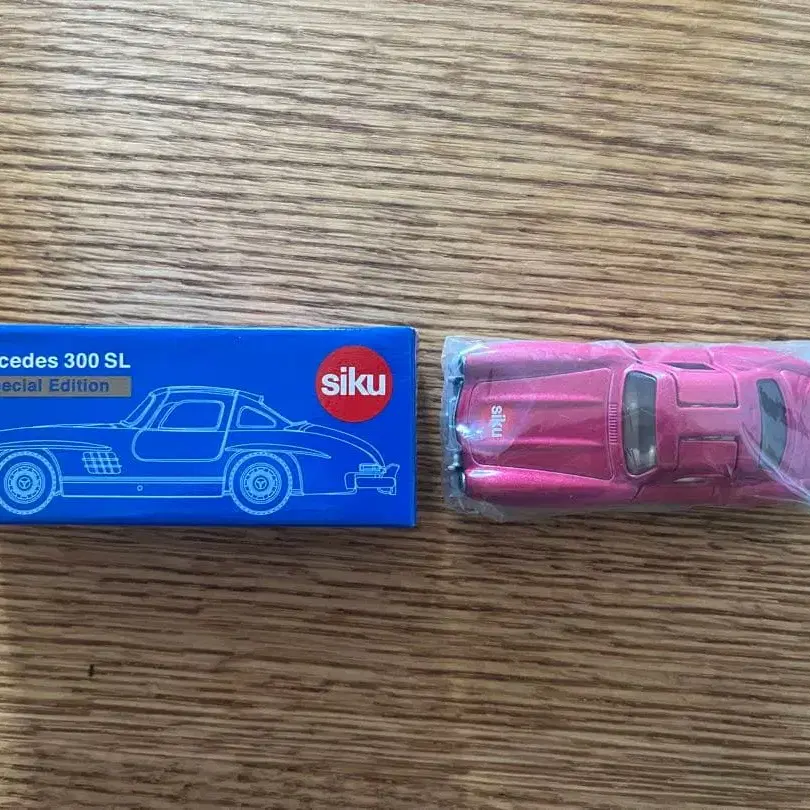 cedes 300 SL
ecial Edition
siku
siku